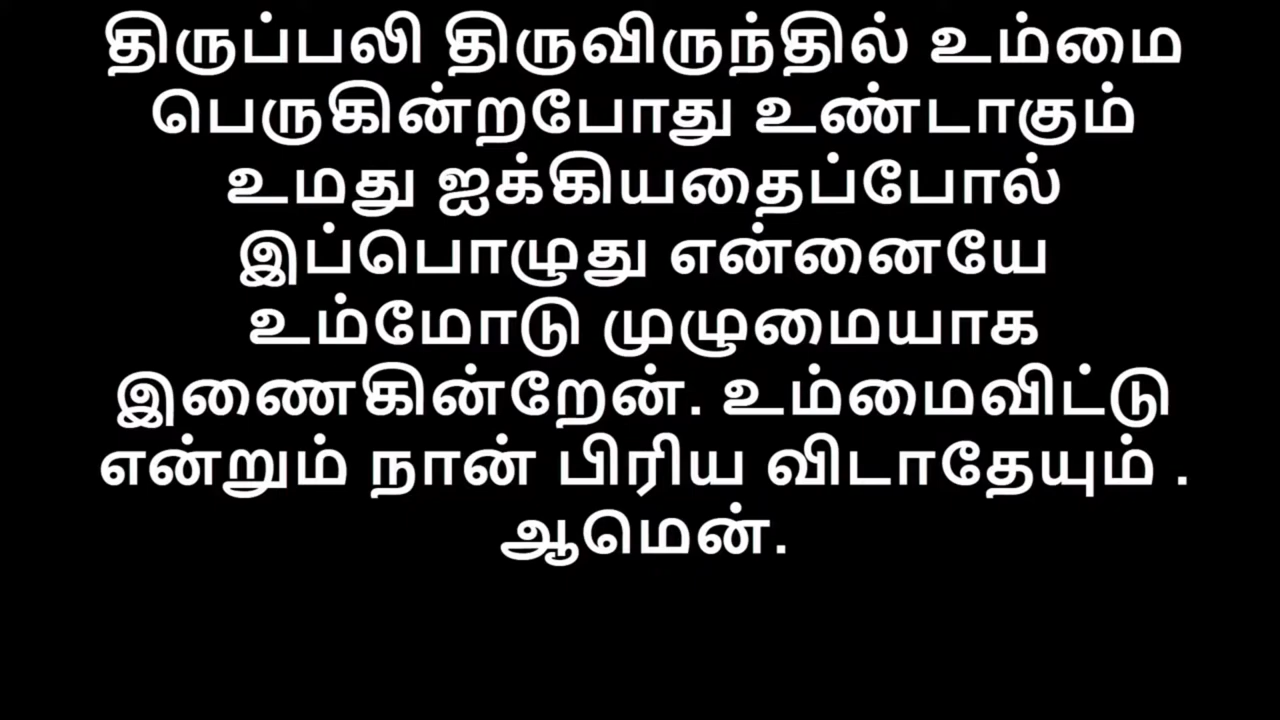 திருப்பலி திருவிருந்தில் உம்மை
பெருகின்றபோது உண்டாகும்
உமது ஐக்கியதைப்போல்
இப்பொழுது என்னையே
உம்மோடு முழுமையாக
இணைகின்றேன். உம்மைவிட்டு
என்றும் நான் பிரிய விடாதேயும் .
ஆமென்.